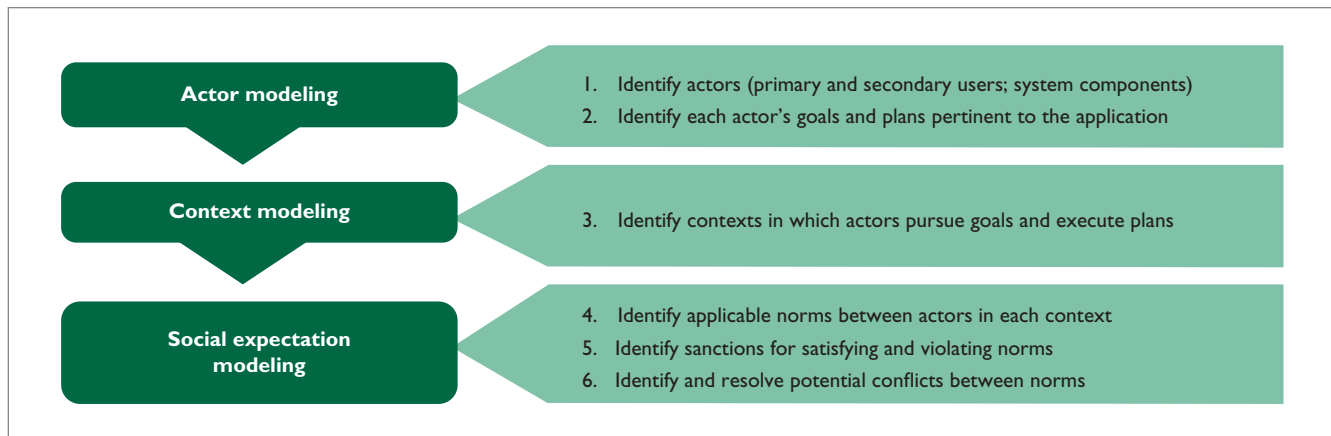 Actor modeling
1. Identify actors (primary and secondary users; system components)
2. Identify each actor’s goals and plans pertinent to the application
Context modeling
3. Identify contexts in which actors pursue goals and execute plans
Social expectation
modeling
4. Identify applicable norms between actors in each context
5. Identify sanctions for satisfying and violating norms
6. Identify and resolve potential conflicts between norms